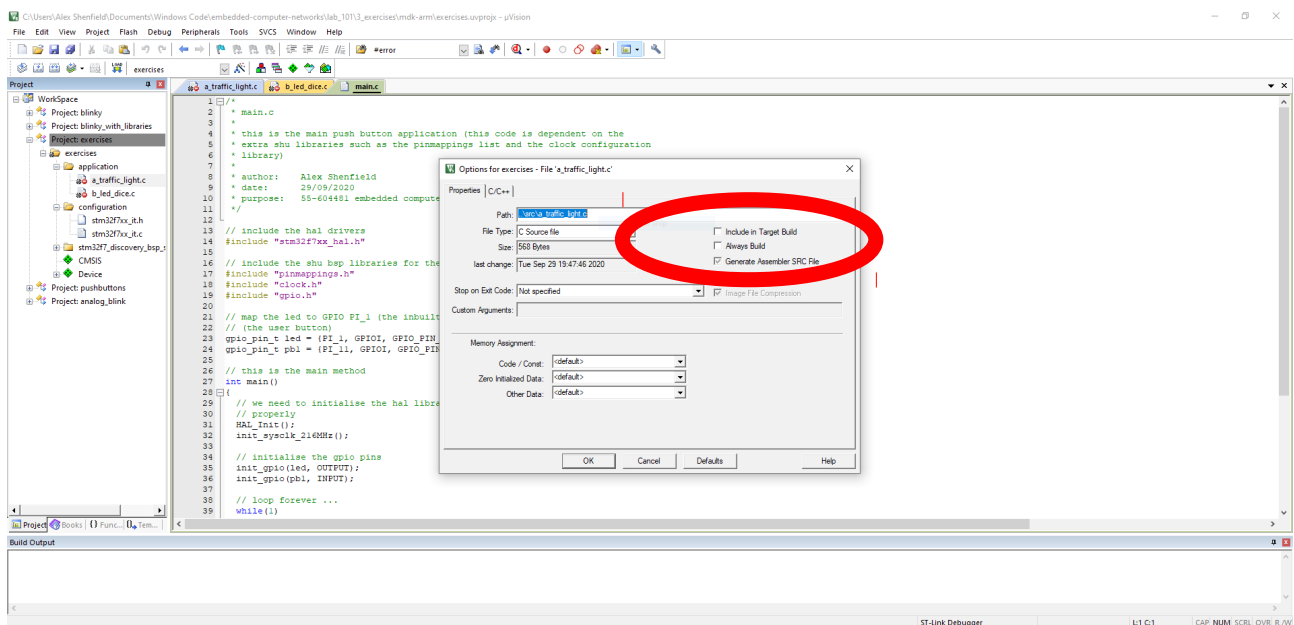 C:\Users\Alex Shenfield\Documents\Windows Code\embedded-computer-networks\lab_101\3_exercises\mdk-arm\exercises.uvprojx - µVision
File Edit View Project Flash Debug Peripherals Tools SVCS Window Help
#error
LOAD exercises
Project
a_traffic_light.c b_led_dice.c main.c
WorkSpace
Project: blinky
Project: blinky_with_libraries
Project: exercises
exercises
application
a_traffic_light.c
b_led_dice.c
configuration
stm32f7xx_it.h
stm32f7xx_it.c
stm32f7_discovery_bsp_
CMSIS
Device
Project: pushbuttons
Project: analog_blink
1 /*
2 * main.c
3 *
4 * this is the main push button application (this code is dependent on the
5 * extra shu libraries such as the pinmappings list and the clock configuration
6 * library)
7 *
8 * author: Alex Shenfield
9 * date: 29/09/2020
10 * purpose: 55-604481 embedded compute
11 */
12
13 // include the hal drivers
14 #include "stm32f7xx_hal.h"
15
16 // include the shu bsp libraries for the
17 #include "pinmappings.h"
18 #include "clock.h"
19 #include "gpio.h"
20
21 // map the led to GPIO PI_1 (the inbuilt
22 // (the user button)
23 gpio_pin_t led = {PI_1, GPIOI, GPIO_PIN_
24 gpio_pin_t pb1 = {PI_11, GPIOI, GPIO_PIN
25
26 // this is the main method
27 int main()
28 {
29 // we need to initialise the hal libra
30 // properly
31 HAL_Init();
32 init_sysclk_216MHz();
33
34 // initialise the gpio pins
35 init_gpio(led, OUTPUT);
36 init_gpio(pb1, INPUT);
37
38 // loop forever ...
39 while(1)
Options for exercises - File 'a_traffic_light.c'
Properties C/C++
Path: ..\src\a_traffic_light.c
File Type: C Source file
Size: 568 Bytes
last change: Tue Sep 29 19:47:46 2020
Include in Target Build
Always Build
Generate Assembler SRC File
Stop on Exit Code: Not specified
Image File Compression
Custom Arguments:
Memory Assignment:
Code / Const: <default>
Zero Initialized Data: <default>
Other Data: <default>
OK Cancel Defaults Help
Project Books {} Func... Tem...
Build Output
ST-Link Debugger L:1 C:1 CAP NUM SCRL OVR R/W